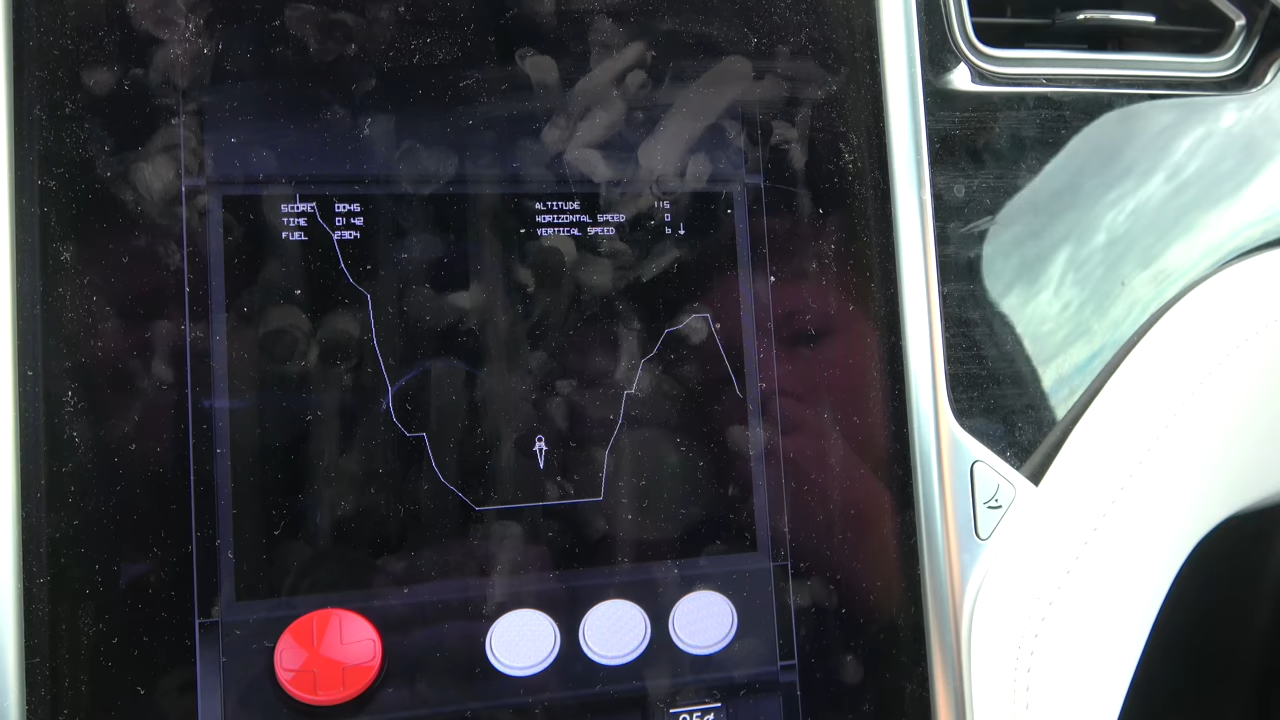 SCORE 0045
TIME 01 42
FUEL 2304
ALTITUDE 115
HORIZONTAL SPEED 0
VERTICAL SPEED 6 ↓